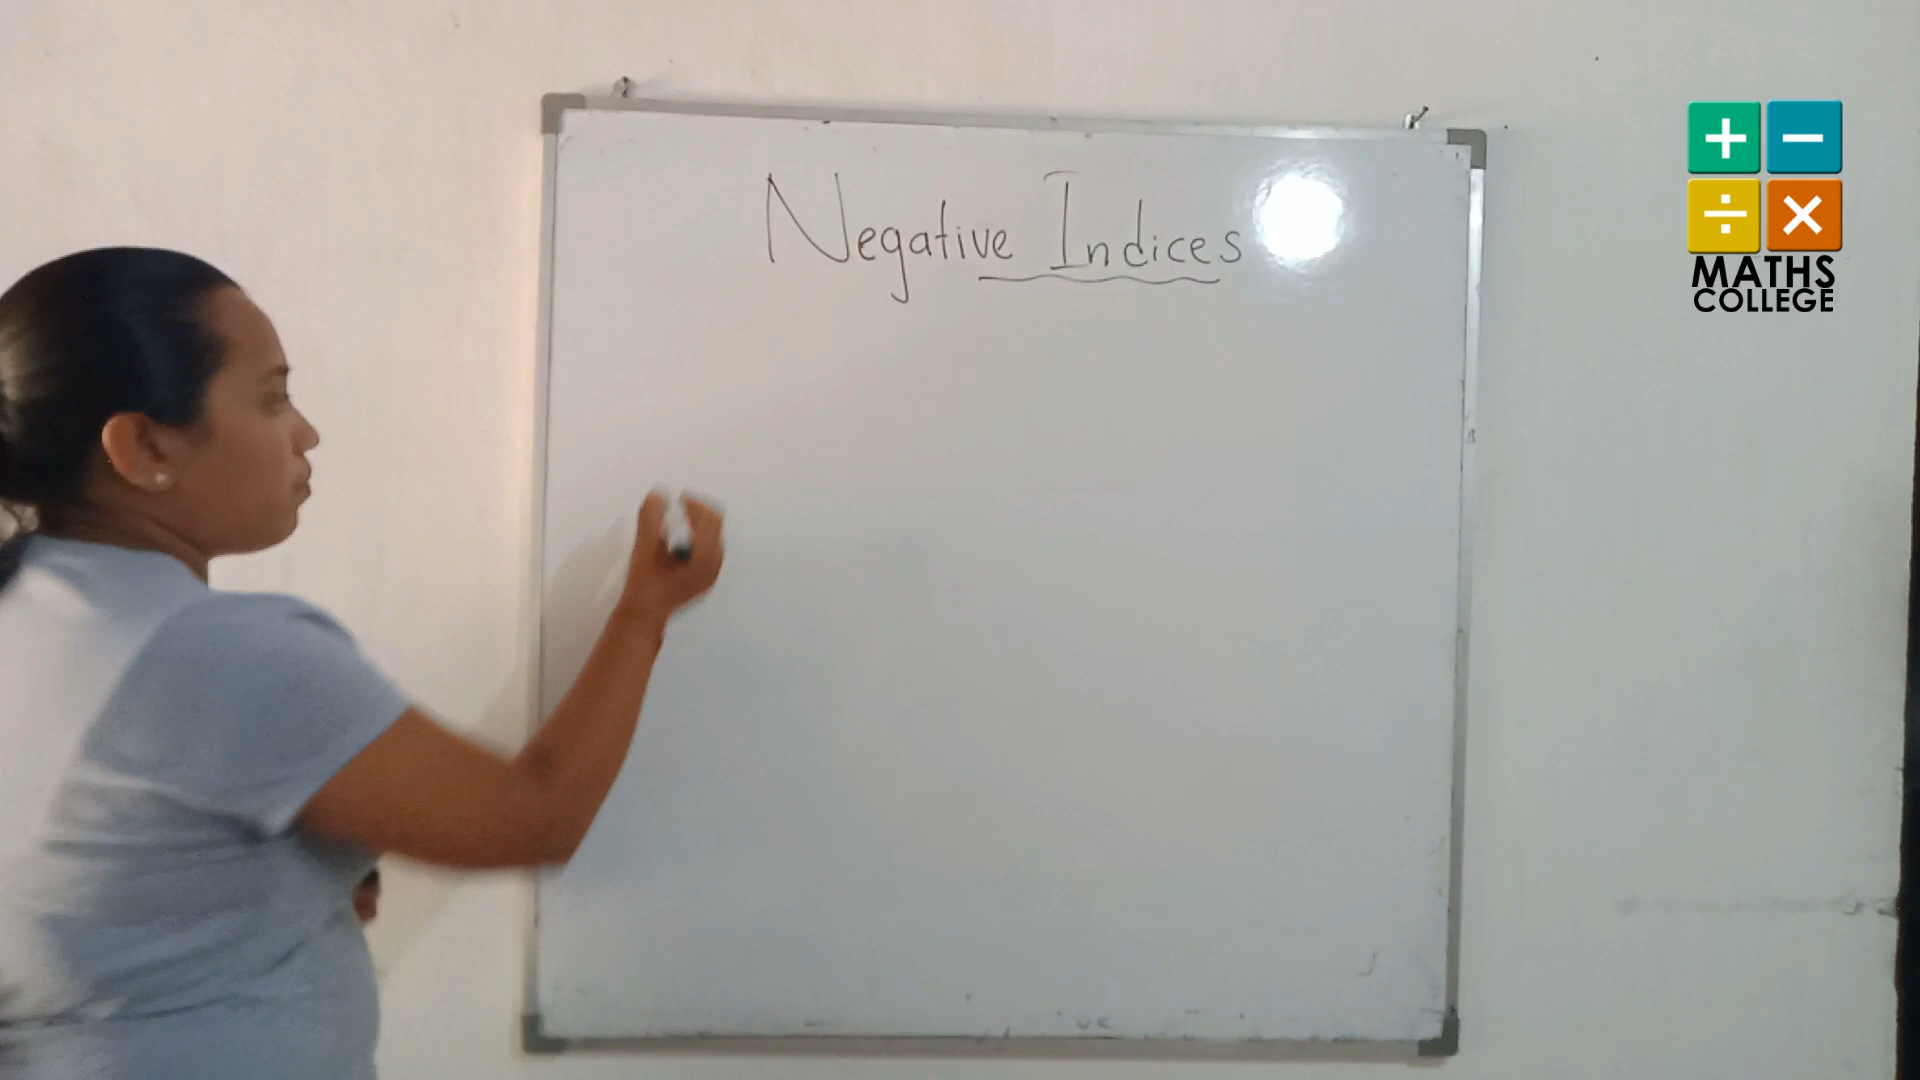 Negative Indices
+ −
÷ ×
MATHS
COLLEGE